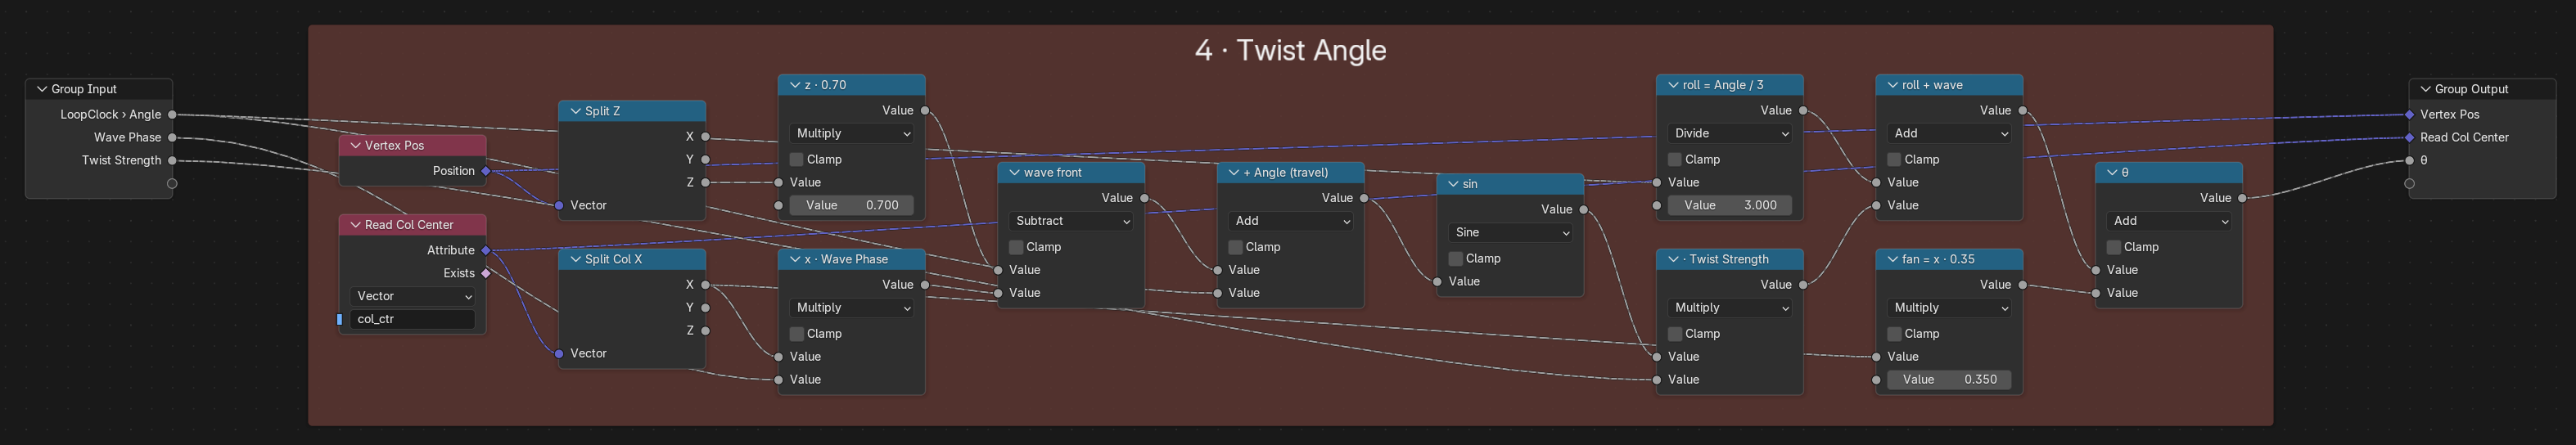 4 · Twist Angle
Group Input
LoopClock › Angle
Wave Phase
Twist Strength
Vertex Pos
Position
Read Col Center
Attribute
Exists
Vector
col_ctr
Split Z
X
Y
Z
Vector
Split Col X
X
Y
Z
Vector
z · 0.70
Value
Multiply
Clamp
Value
Value 0.700
x · Wave Phase
Value
Multiply
Clamp
Value
Value
wave front
Value
Subtract
Clamp
Value
Value
+ Angle (travel)
Value
Add
Clamp
Value
Value
sin
Value
Sine
Clamp
Value
roll = Angle / 3
Value
Divide
Clamp
Value
Value 3.000
· Twist Strength
Value
Multiply
Clamp
Value
Value
roll + wave
Value
Add
Clamp
Value
Value
fan = x · 0.35
Value
Multiply
Clamp
Value
Value 0.350
θ
Value
Add
Clamp
Value
Value
Group Output
Vertex Pos
Read Col Center
θ